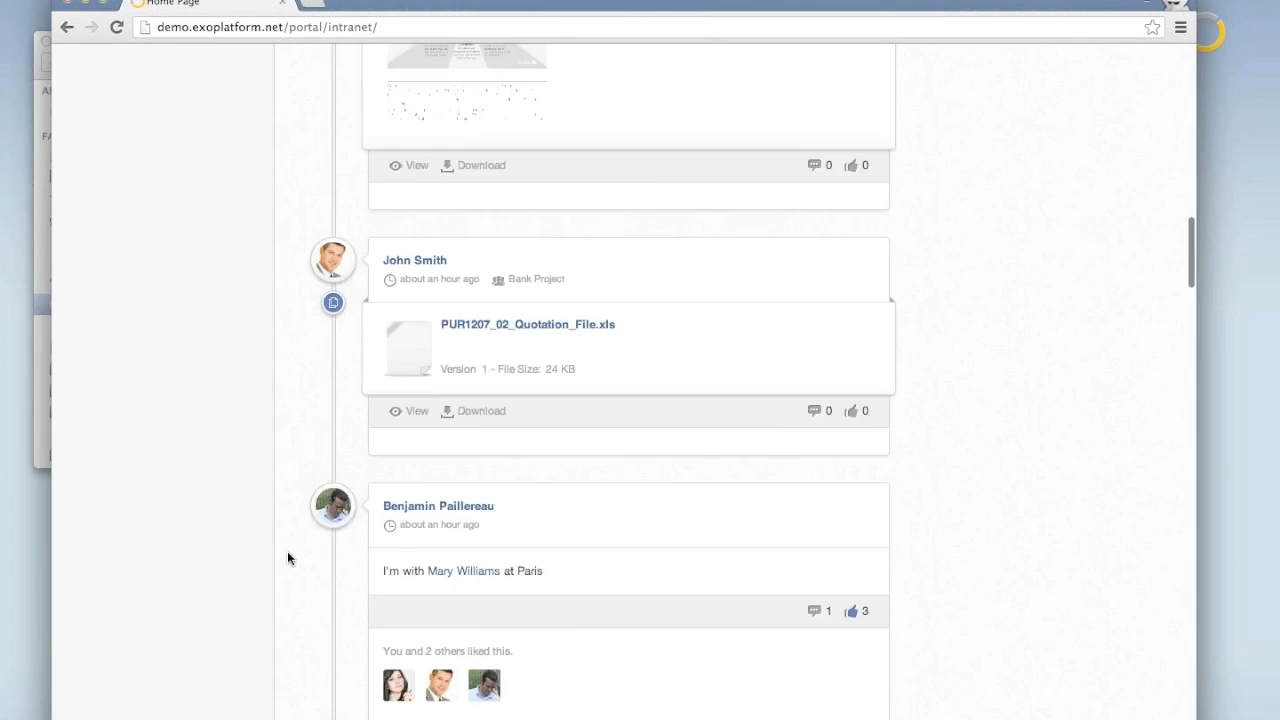 Home Page
demo.exoplatform.net/portal/intranet/
View Download 0 0
John Smith
about an hour ago Bank Project
PUR1207_02_Quotation_File.xls
Version 1 - File Size: 24 KB
View Download 0 0
Benjamin Paillereau
about an hour ago
I'm with Mary Williams at Paris
1 3
You and 2 others liked this.